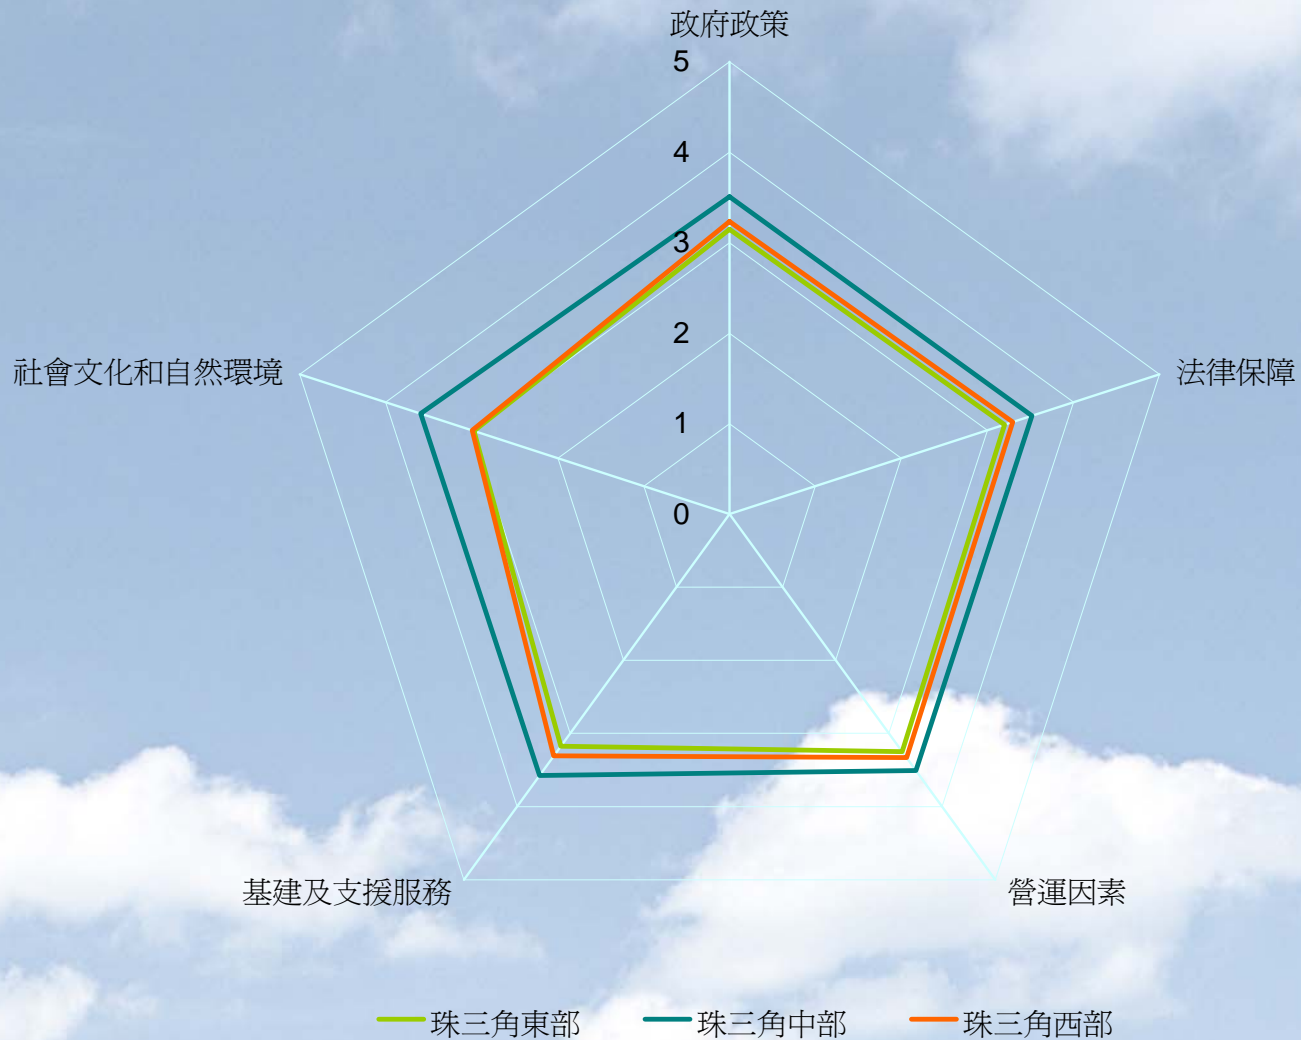 政府政策
5
4
3
2
1
0
社會文化和自然環境
法律保障
基建及支援服務
營運因素
珠三角東部 珠三角中部 珠三角西部